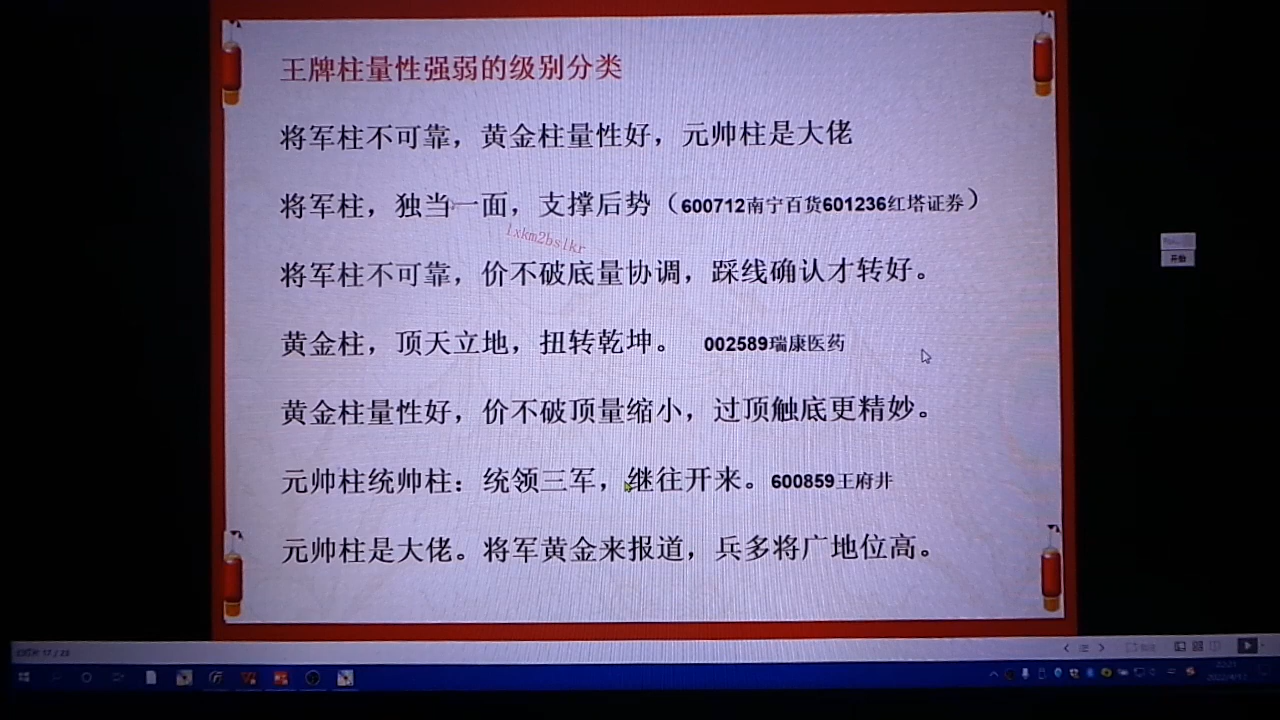 王牌柱量性强弱的级别分类
将军柱不可靠，黄金柱量性好，元帅柱是大佬
将军柱，独当一面，支撑后势（600712南宁百货601236红塔证券）
lxkm2bslkr
将军柱不可靠，价不破底量协调，踩线确认才转好。
开始
黄金柱，顶天立地，扭转乾坤。 002589瑞康医药
黄金柱量性好，价不破顶量缩小，过顶触底更精妙。
元帅柱统帅柱：统领三军，继往开来。600859王府井
元帅柱是大佬。将军黄金来报道，兵多将广地位高。